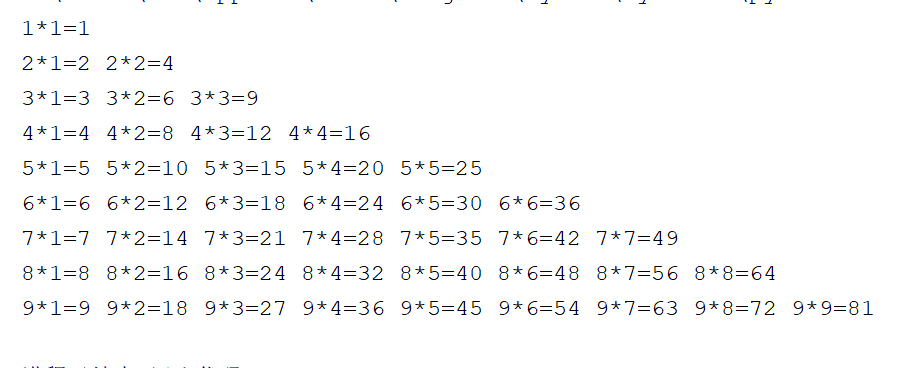 1*1=1
2*1=2 2*2=4
3*1=3 3*2=6 3*3=9
4*1=4 4*2=8 4*3=12 4*4=16
5*1=5 5*2=10 5*3=15 5*4=20 5*5=25
6*1=6 6*2=12 6*3=18 6*4=24 6*5=30 6*6=36
7*1=7 7*2=14 7*3=21 7*4=28 7*5=35 7*6=42 7*7=49
8*1=8 8*2=16 8*3=24 8*4=32 8*5=40 8*6=48 8*7=56 8*8=64
9*1=9 9*2=18 9*3=27 9*4=36 9*5=45 9*6=54 9*7=63 9*8=72 9*9=81